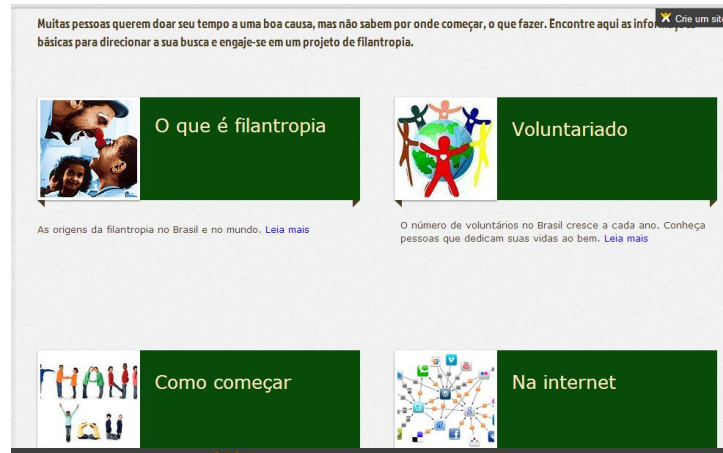 Muitas pessoas querem doar seu tempo a uma boa causa, mas não sabem por onde começar, o que fazer. Encontre aqui as
básicas para direcionar a sua busca e engaje-se em um projeto de filantropia.
Crie um site
O que é filantropia
Voluntariado
As origens da filantropia no Brasil e no mundo. Leia mais
O número de voluntários no Brasil cresce a cada ano. Conheça
pessoas que dedicam suas vidas ao bem. Leia mais
THANK
You
Como começar
Na internet